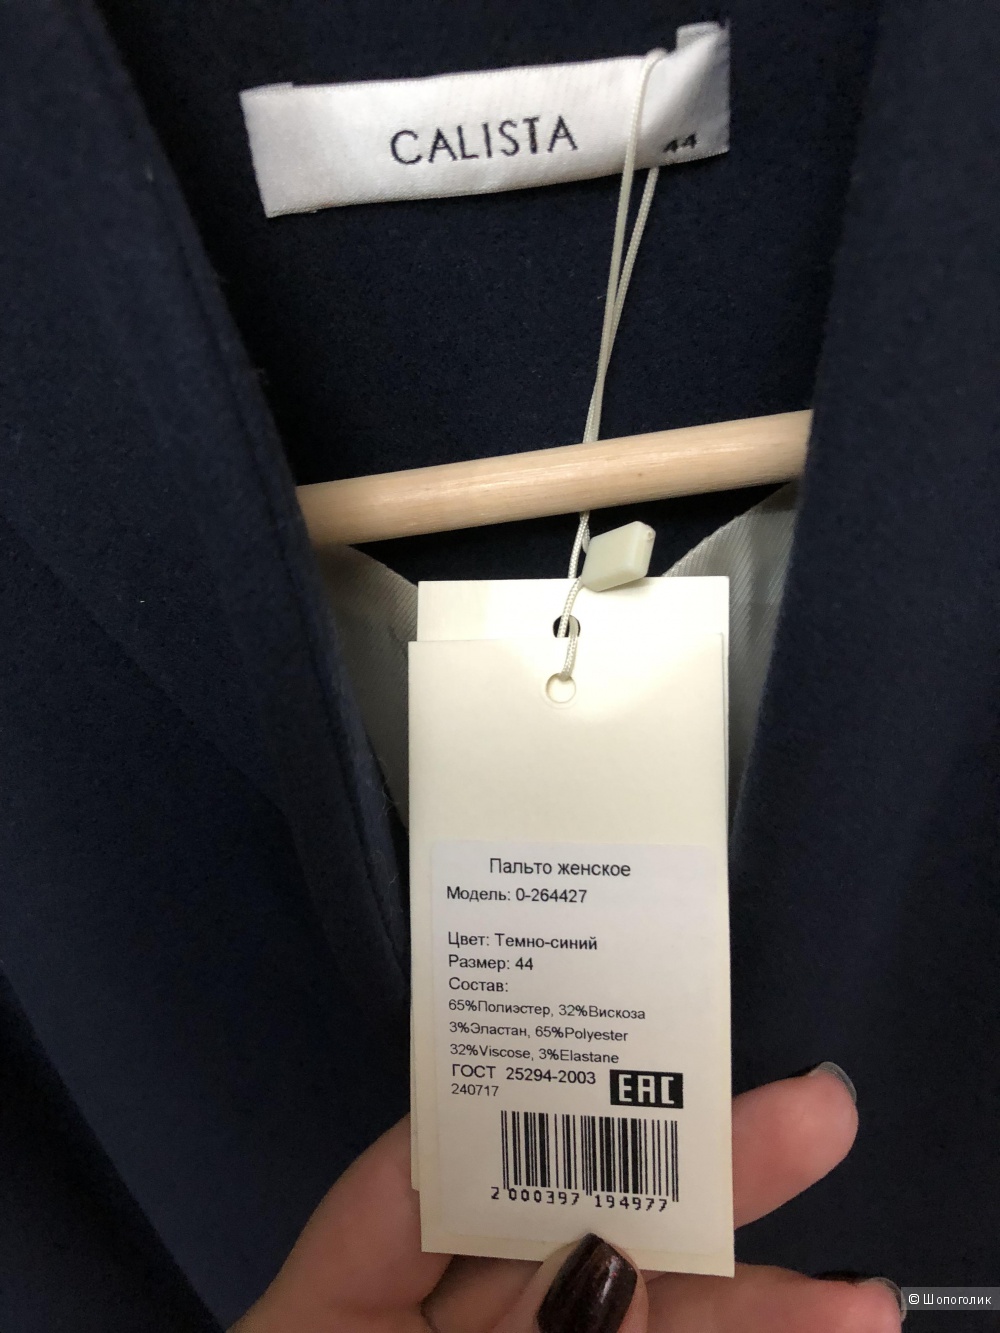 CALISTA
44
Пальто женское
Модель: 0-264427
Цвет: Темно-синий
Размер: 44
Состав:
65%Полиэстер, 32%Вискоза
3%Эластан, 65%Polyester
32%Viscose, 3%Elastane
ГОСТ 25294-2003
240717
EAC
2 000397 194977
© Шопоголик